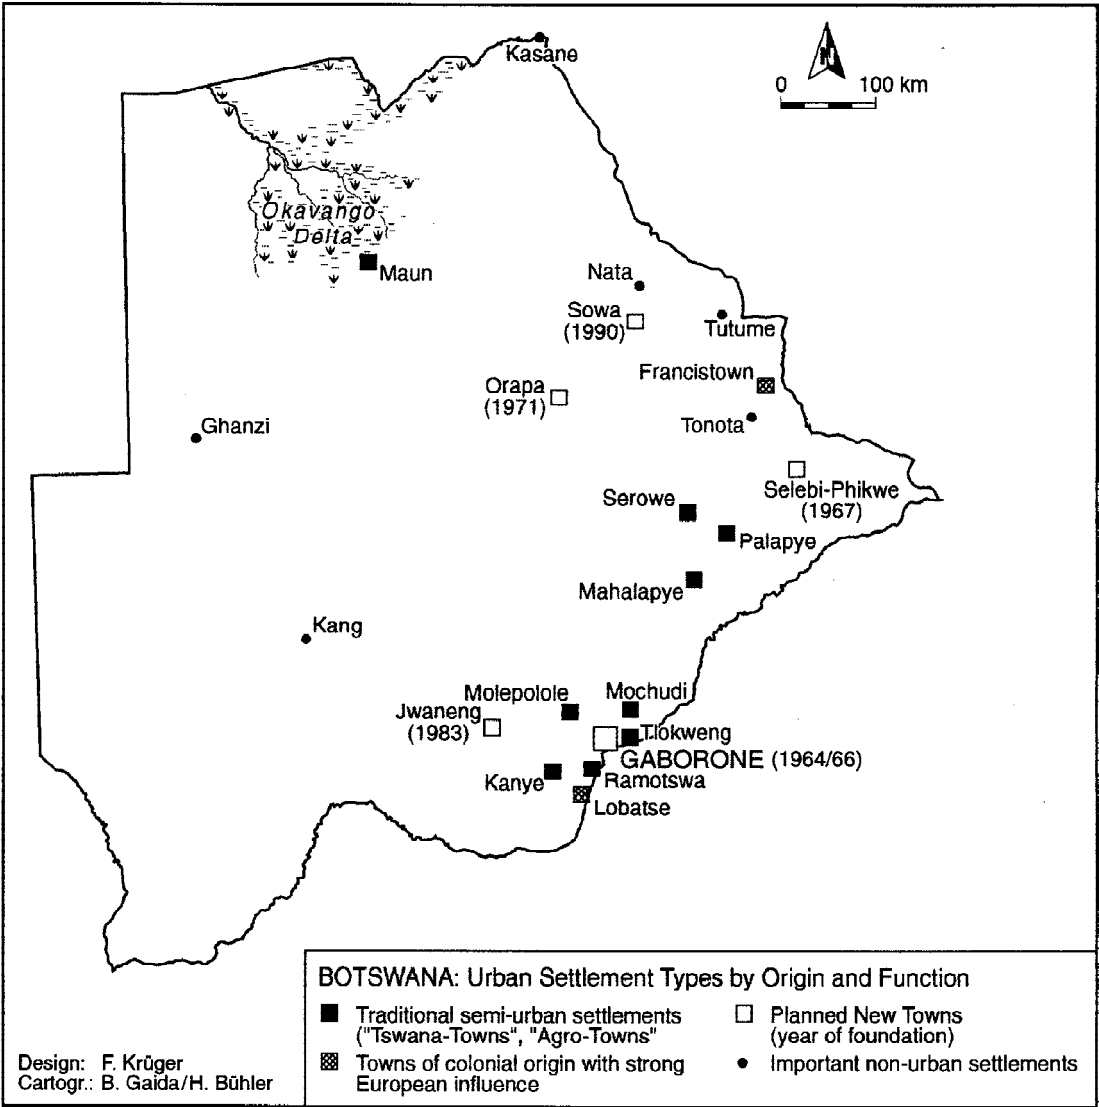 Kasane
N
0 100 km
Okavango
Delta
Maun
Nata
Sowa
(1990)
Tutume
Francistown
Orapa
(1971)
Tonota
Ghanzi
Selebi-Phikwe
(1967)
Serowe
Palapye
Mahalapye
Kang
Molepolole
Mochudi
Jwaneng
(1983)
Tlokweng
GABORONE (1964/66)
Kanye
Ramotswa
Lobatse
BOTSWANA: Urban Settlement Types by Origin and Function
Traditional semi-urban settlements
("Tswana-Towns", "Agro-Towns"
Towns of colonial origin with strong
European influence
Planned New Towns
(year of foundation)
Important non-urban settlements
Design: F. Krüger
Cartogr.: B. Gaida/H. Bühler